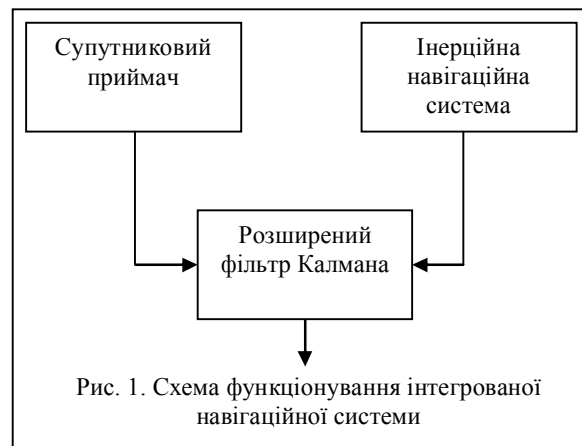 Супутниковий
приймач
Інерційна
навігаційна
система
Розширений
фільтр Калмана
Рис. 1. Схема функціонування інтегрованої
навігаційної системи